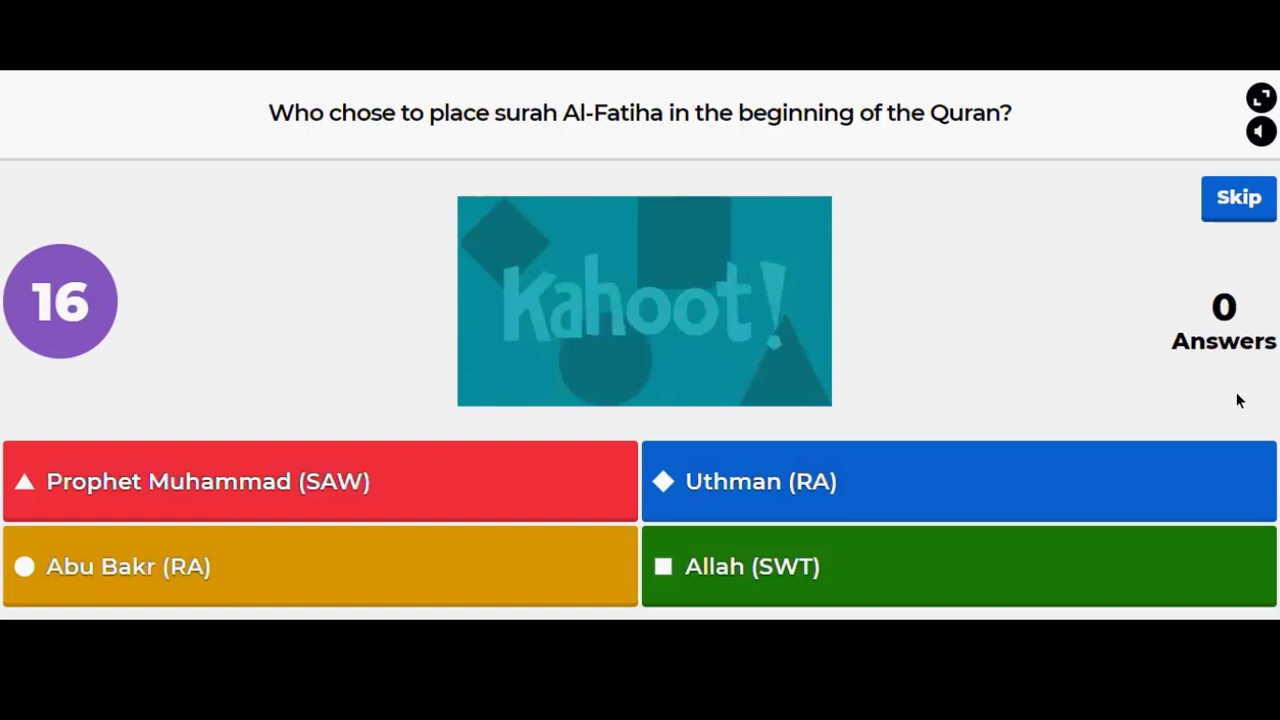 Who chose to place surah Al-Fatiha in the beginning of the Quran?
Skip
16
Kahoot!
0
Answers
Prophet Muhammad (SAW)
Uthman (RA)
Abu Bakr (RA)
Allah (SWT)